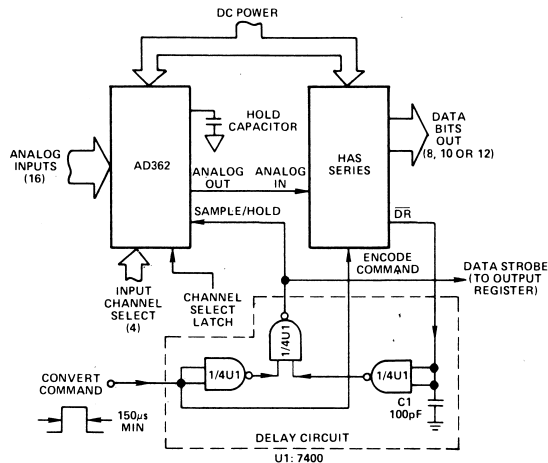 DC POWER
HOLD
CAPACITOR
DATA
BITS
OUT
(8, 10 OR 12)
HAS
SERIES
AD362
ANALOG
INPUTS
(16)
ANALOG
OUT
ANALOG
IN
SAMPLE/HOLD
DR
ENCODE
COMMAND
DATA STROBE
(TO OUTPUT
REGISTER)
INPUT
CHANNEL
SELECT
(4)
CHANNEL
SELECT
LATCH
1/4U1
1/4U1
1/4U1
CONVERT
COMMAND
C1
100pF
150μs
MIN
DELAY CIRCUIT
U1: 7400